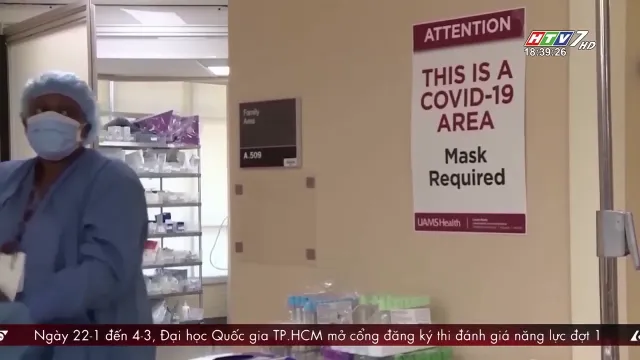 HTV7 HD
18:39:26
ATTENTION
THIS IS A
COVID-19
AREA
Mask
Required
UAMSHealth
Family
Area
A.509
Ngày 22-1 đến 4-3, Đại học Quốc gia TP.HCM mở cổng đăng ký thi đánh giá năng lực đợt 1